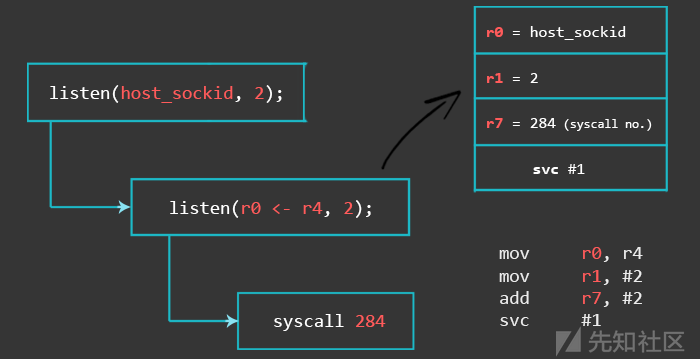 listen(host_sockid, 2);
listen(r0 <- r4, 2);
syscall 284
r0 = host_sockid
r1 = 2
r7 = 284 (syscall no.)
svc #1
mov r0, r4
mov r1, #2
add r7, #2
svc #1
先知社区